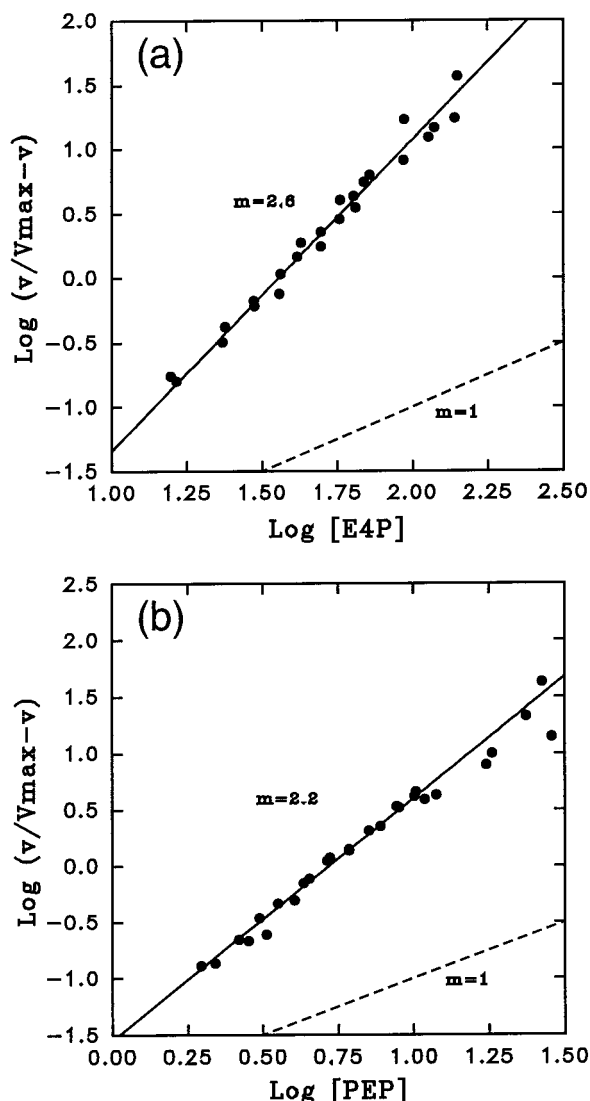 (a)
2.0
1.5
1.0
0.5
0.0
−0.5
−1.0
−1.5
Log (v/Vmax−v)
m=2.6
m=1
1.00 1.25 1.50 1.75 2.00 2.25 2.50
Log [E4P]
(b)
2.5
2.0
1.5
1.0
0.5
0.0
−0.5
−1.0
−1.5
Log (v/Vmax−v)
m=2.2
m=1
0.00 0.25 0.50 0.75 1.00 1.25 1.50
Log [PEP]